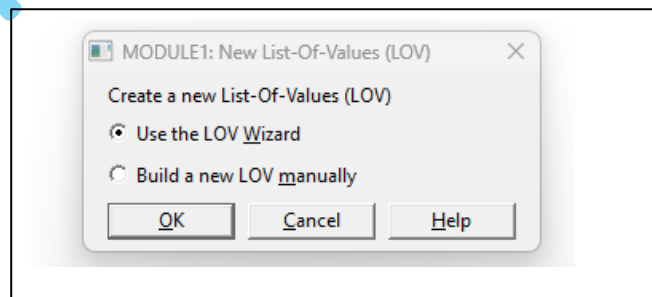 MODULE1: New List-Of-Values (LOV)
Create a new List-Of-Values (LOV)
Use the LOV Wizard
Build a new LOV manually
OK Cancel Help